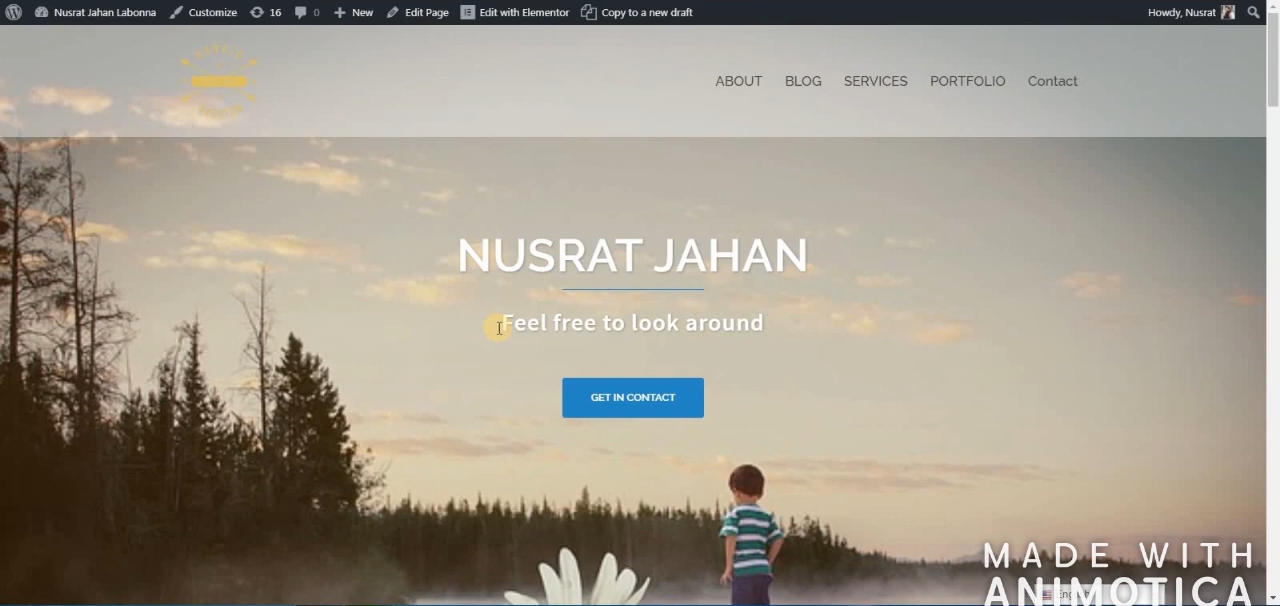 Nusrat Jahan Labonna Customize 16 0 New Edit Page Edit with Elementor Copy to a new draft Howdy, Nusrat
ABOUT BLOG SERVICES PORTFOLIO Contact
NUSRAT JAHAN
Feel free to look around
GET IN CONTACT
MADE WITH
ANIMOTICA
English